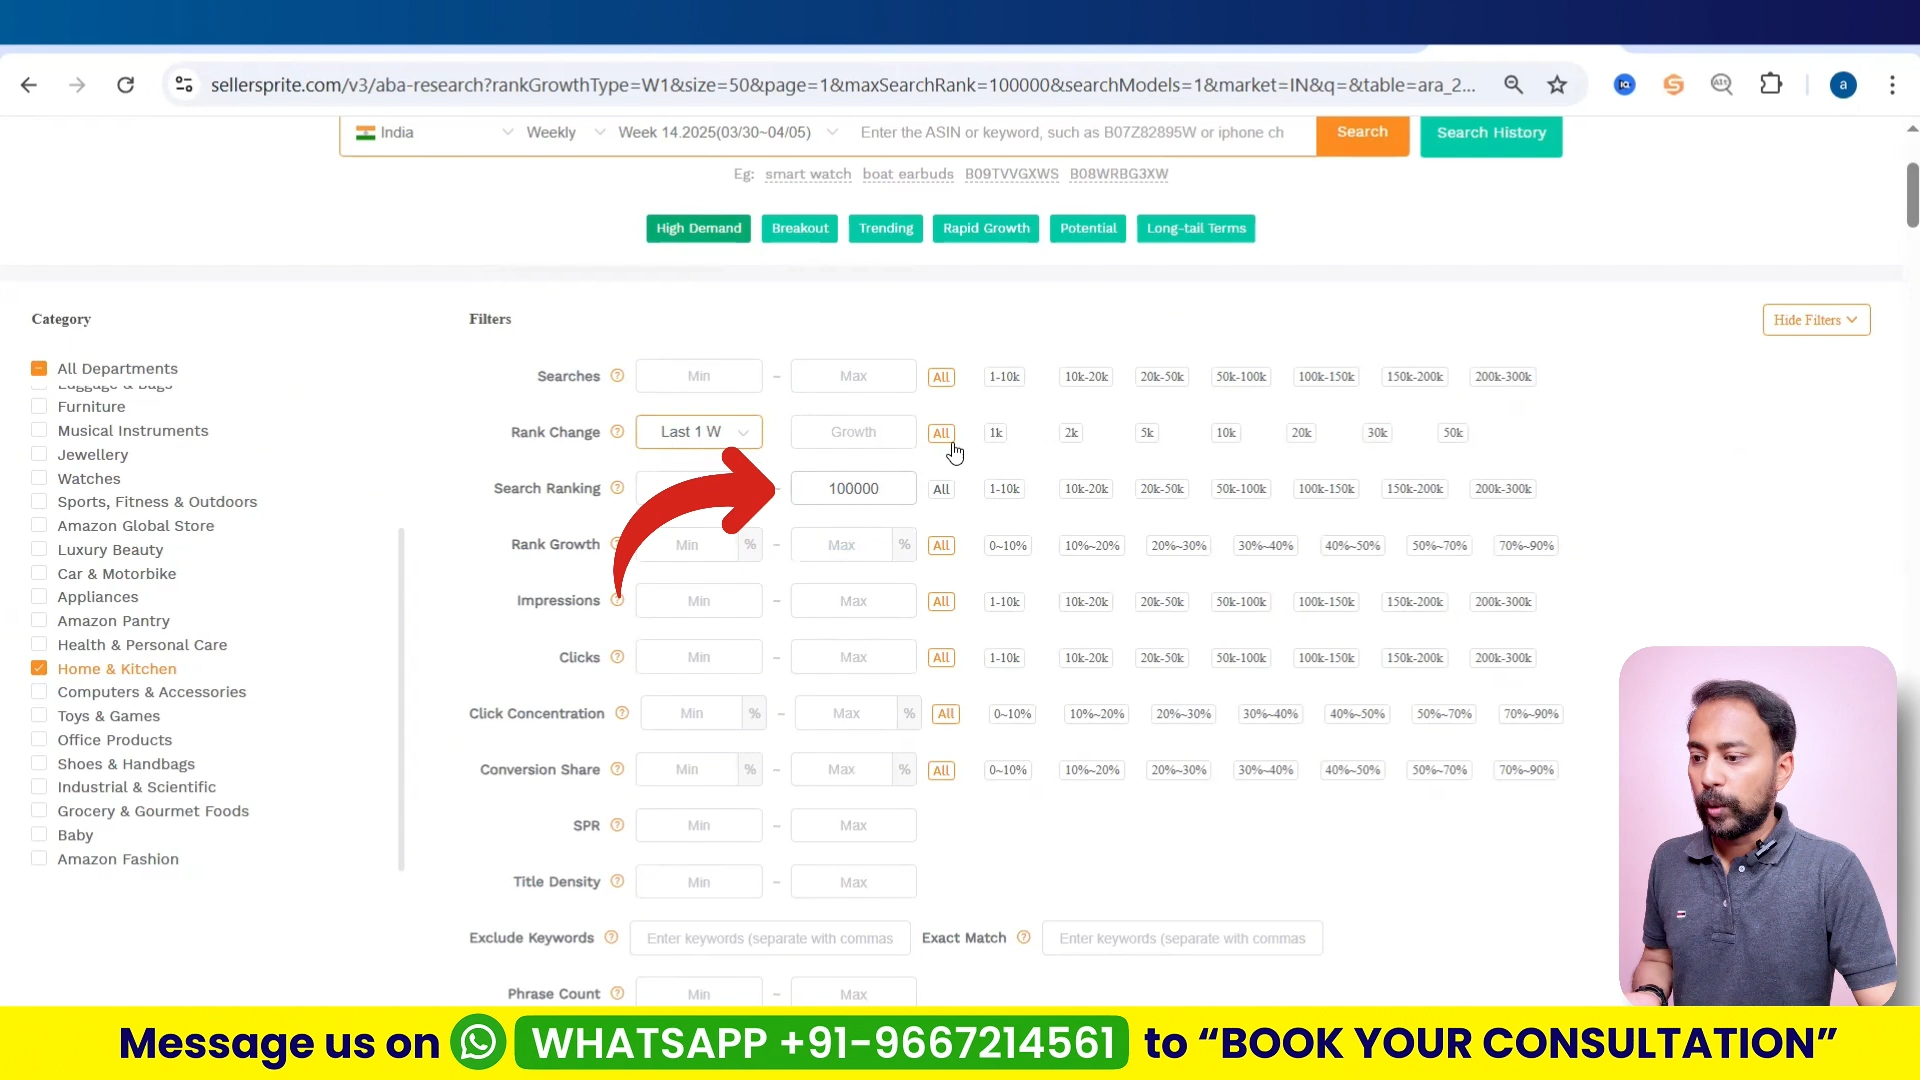 sellersprite.com/v3/aba-research?rankGrowthType=W1&size=50&page=1&maxSearchRank=100000&searchModels=1&market=IN&q=&table=ara_2... a
India Weekly Week 14.2025(03/30~04/05) Enter the ASIN or keyword, such as B07Z82895W or iphone ch Search Search History
Eg: smart watch boat earbuds B09TVVGXWS B08WRBG3XW
High Demand Breakout Trending Rapid Growth Potential Long-tail Terms
Category
All Departments
Luggage & Bags
Furniture
Musical Instruments
Jewellery
Watches
Sports, Fitness & Outdoors
Amazon Global Store
Luxury Beauty
Car & Motorbike
Appliances
Amazon Pantry
Health & Personal Care
Home & Kitchen
Computers & Accessories
Toys & Games
Office Products
Shoes & Handbags
Industrial & Scientific
Grocery & Gourmet Foods
Baby
Amazon Fashion
Filters Hide Filters
Searches Min - Max All 1-10k 10k-20k 20k-50k 50k-100k 100k-150k 150k-200k 200k-300k
Rank Change Last 1 W Growth All 1k 2k 5k 10k 20k 30k 50k
Search Ranking - 100000 All 1-10k 10k-20k 20k-50k 50k-100k 100k-150k 150k-200k 200k-300k
Rank Growth Min % - Max % All 0~10% 10%~20% 20%~30% 30%~40% 40%~50% 50%~70% 70%~90%
Impressions Min - Max All 1-10k 10k-20k 20k-50k 50k-100k 100k-150k 150k-200k 200k-300k
Clicks Min - Max All 1-10k 10k-20k 20k-50k 50k-100k 100k-150k 150k-200k 200k-300k
Click Concentration Min % - Max % All 0~10% 10%~20% 20%~30% 30%~40% 40%~50% 50%~70% 70%~90%
Conversion Share Min % - Max % All 0~10% 10%~20% 20%~30% 30%~40% 40%~50% 50%~70% 70%~90%
SPR Min - Max
Title Density Min - Max
Exclude Keywords Enter keywords (separate with commas Exact Match Enter keywords (separate with commas
Phrase Count Min - Max
Message us on WHATSAPP +91-9667214561 to “BOOK YOUR CONSULTATION”